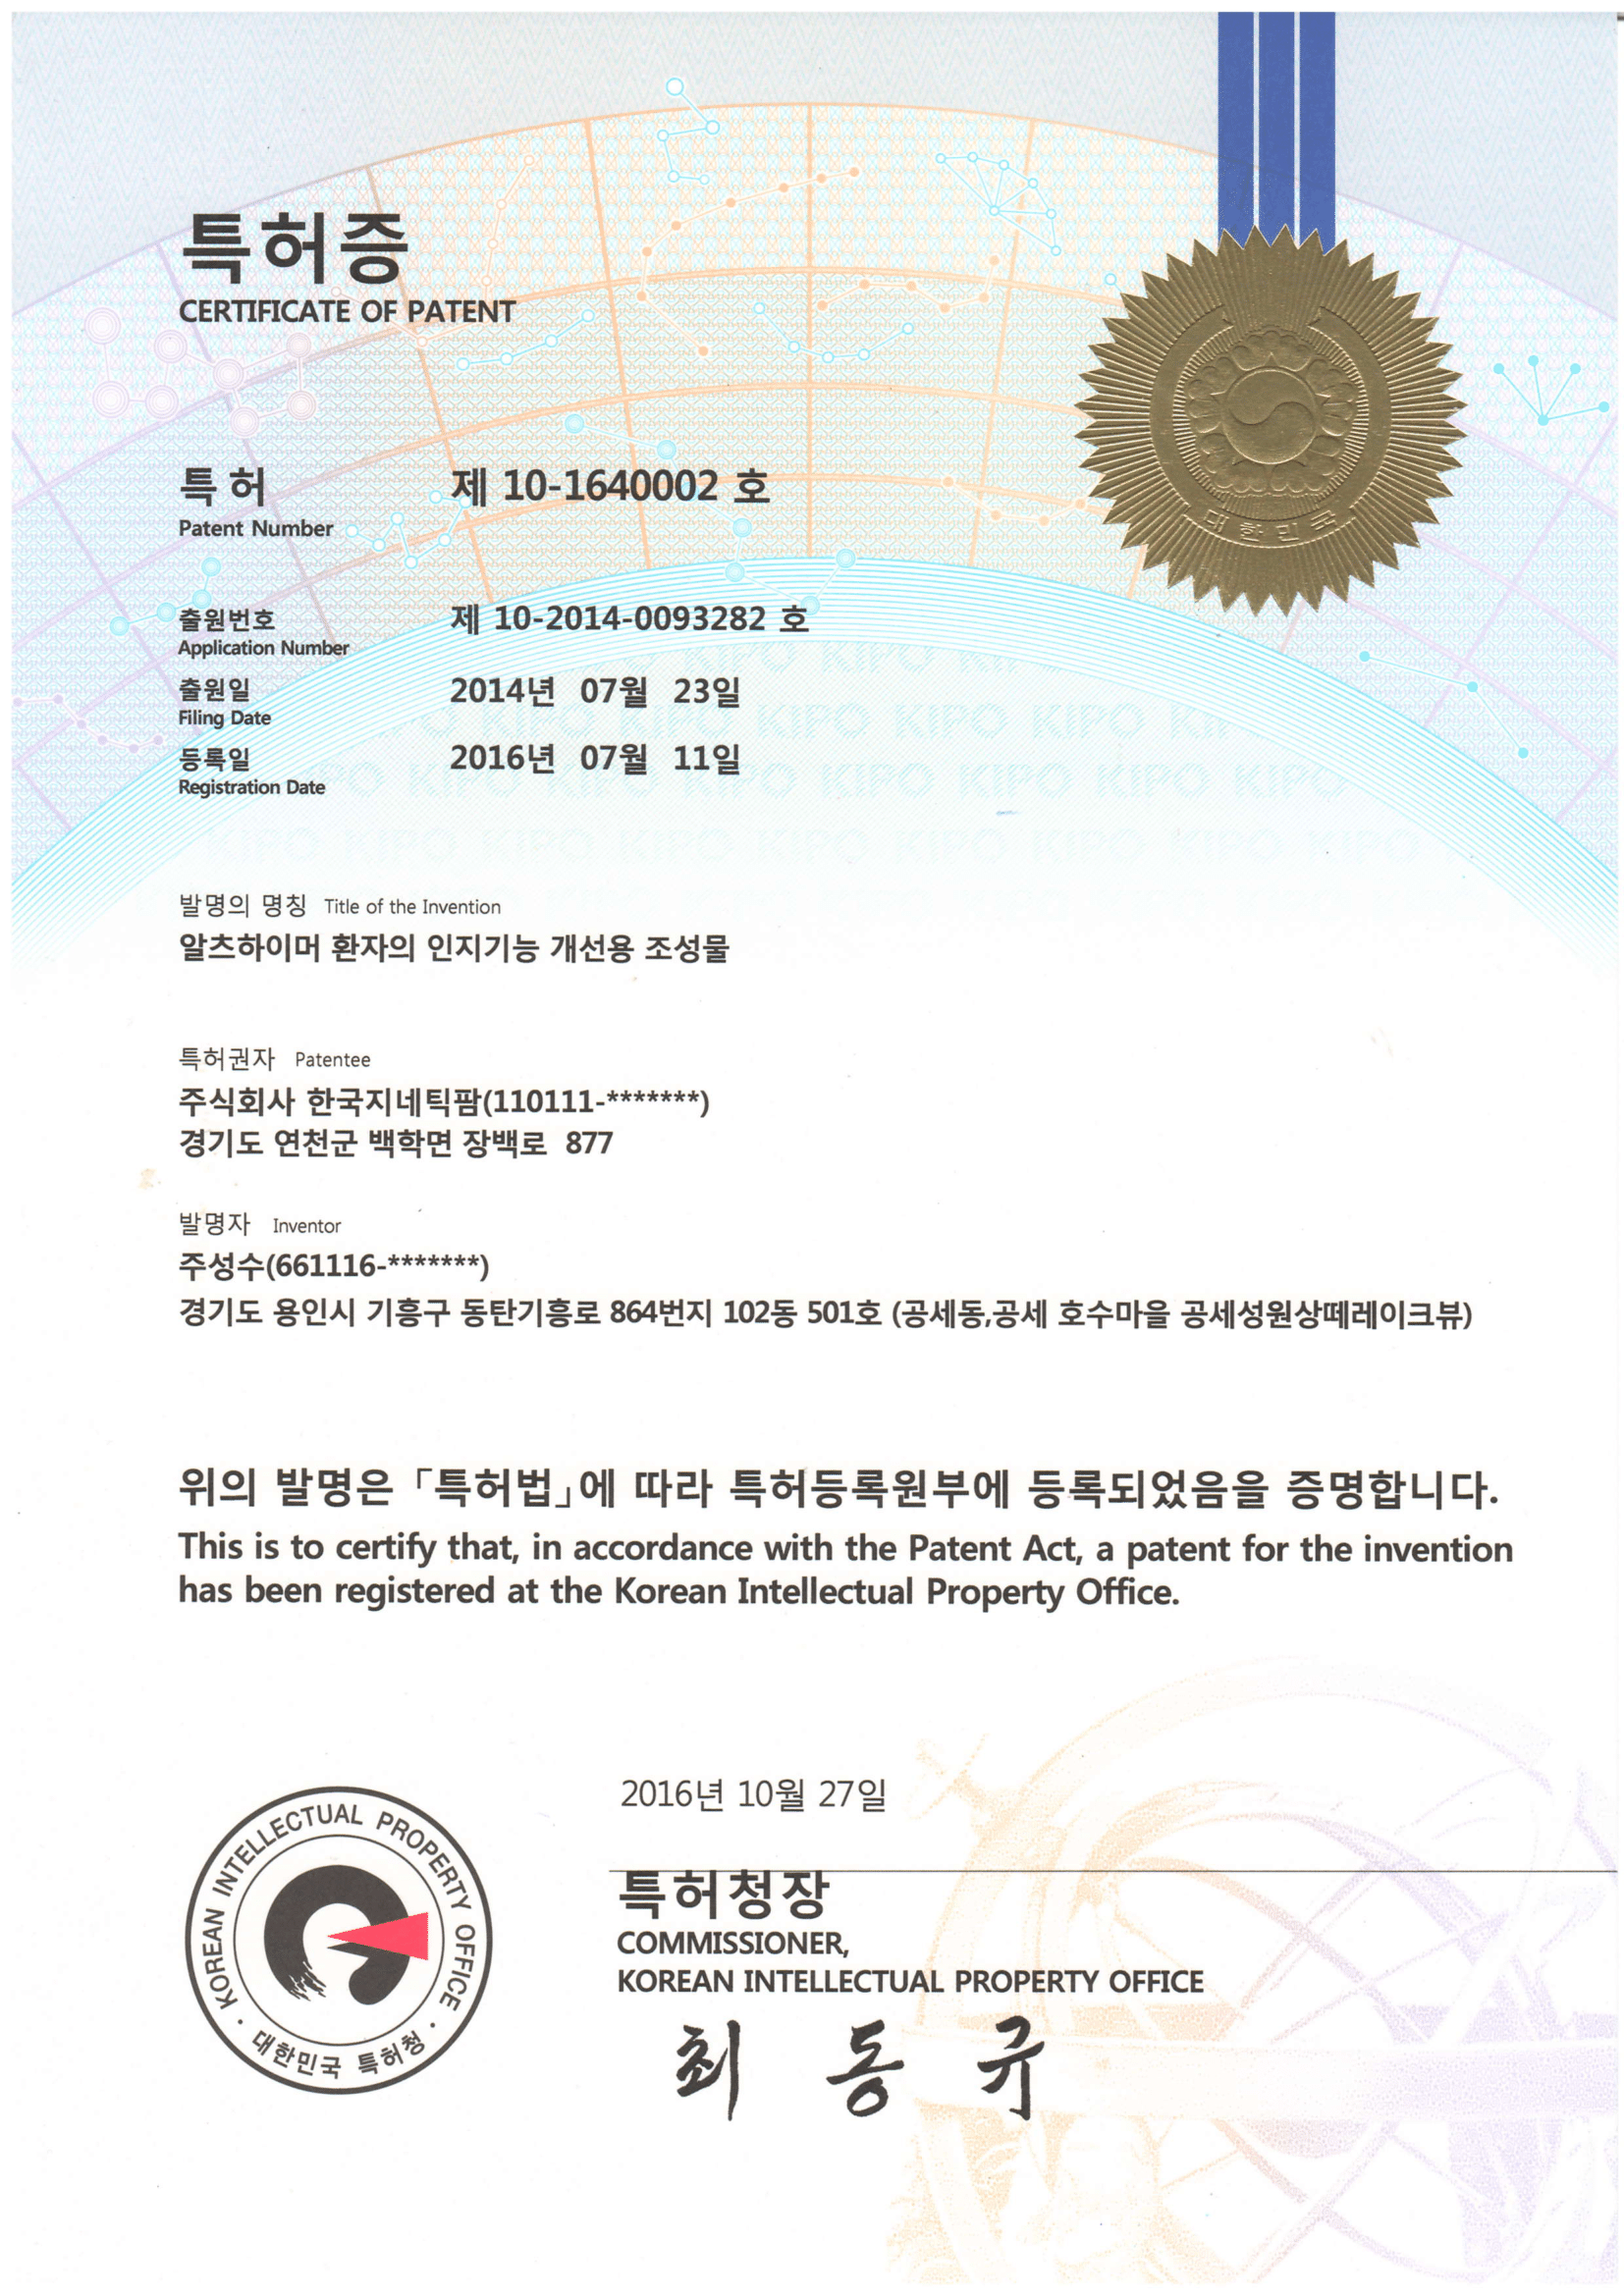 특허증
CERTIFICATE OF PATENT
대한민국
특 허 제 10-1640002 호
Patent Number
출원번호 제 10-2014-0093282 호
Application Number
출원일 2014년 07월 23일
Filing Date
등록일 2016년 07월 11일
Registration Date
발명의 명칭 Title of the Invention
알츠하이머 환자의 인지기능 개선용 조성물
특허권자 Patentee
주식회사 한국지네틱팜(110111-*******)
경기도 연천군 백학면 장백로 877
발명자 Inventor
주성수(661116-*******)
경기도 용인시 기흥구 동탄기흥로 864번지 102동 501호 (공세동,공세 호수마을 공세성원상떼레이크뷰)
위의 발명은 「특허법」에 따라 특허등록원부에 등록되었음을 증명합니다.
This is to certify that, in accordance with the Patent Act, a patent for the invention
has been registered at the Korean Intellectual Property Office.
2016년 10월 27일
특허청장
COMMISSIONER,
KOREAN INTELLECTUAL PROPERTY OFFICE
최 동 규
KOREAN INTELLECTUAL PROPERTY OFFICE
대한민국 특허청